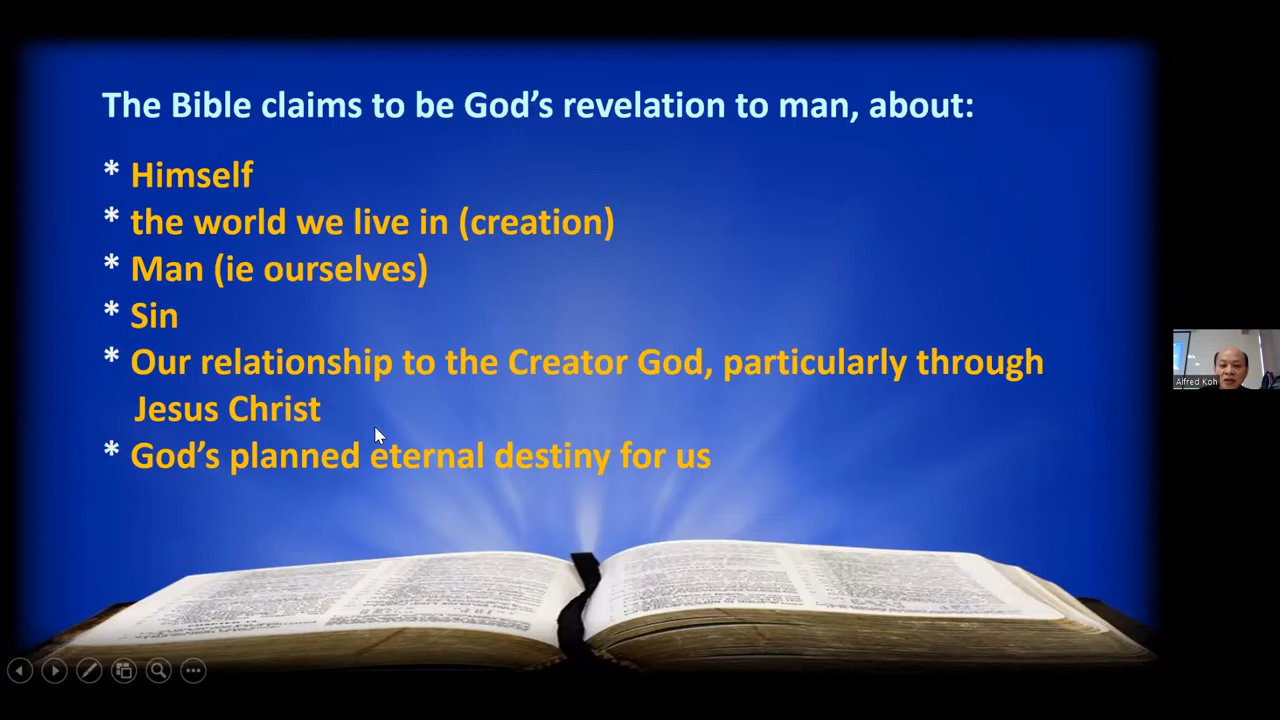 The Bible claims to be God’s revelation to man, about:
* Himself
* the world we live in (creation)
* Man (ie ourselves)
* Sin
* Our relationship to the Creator God, particularly through
Jesus Christ
* God’s planned eternal destiny for us
Alfred Koh